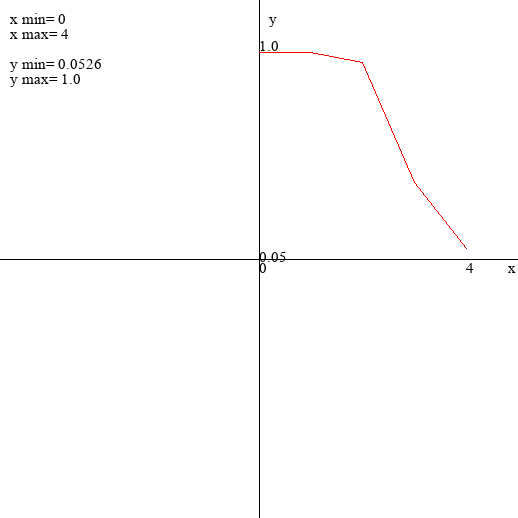 x min= 0
x max= 4
y min= 0.0526
y max= 1.0
y
1.0
0.05
0
4
x